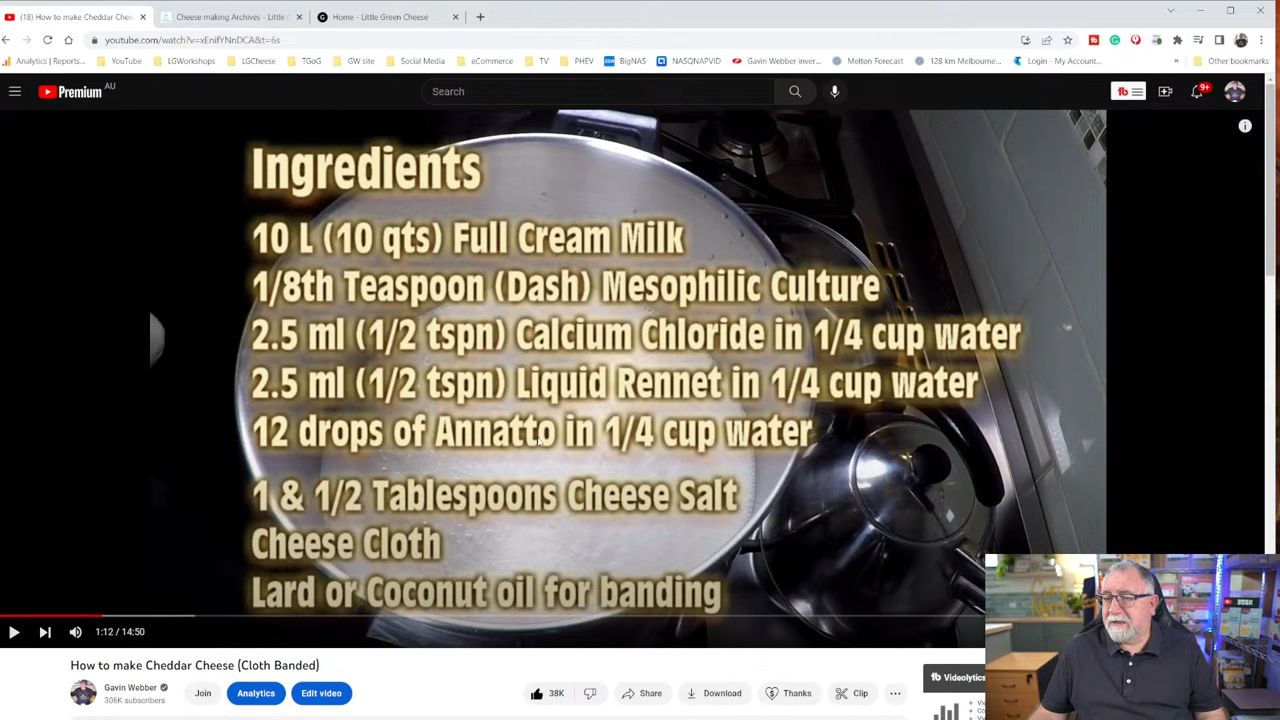 (18) How to make Cheddar Chee
Cheese making Archives - Little G
Home - Little Green Cheese
youtube.com/watch?v=xEnifYNnDCA&t=6s
Analytics | Reports...
YouTube
LGWorkshops
LGCheese
TGoG
GW site
Social Media
eCommerce
TV
PHEV
BigNAS
NASQNAPVID
Gavin Webber inver...
Melton Forecast
128 km Melbourne...
Login - My Account...
»
Other bookmarks
Premium AU
Search
9+
Ingredients
10 L (10 qts) Full Cream Milk
1/8th Teaspoon (Dash) Mesophilic Culture
2.5 ml (1/2 tspn) Calcium Chloride in 1/4 cup water
2.5 ml (1/2 tspn) Liquid Rennet in 1/4 cup water
12 drops of Annatto in 1/4 cup water
1 & 1/2 Tablespoons Cheese Salt
Cheese Cloth
Lard or Coconut oil for banding
1:12 / 14:50
How to make Cheddar Cheese (Cloth Banded)
Gavin Webber
306K subscribers
Join
Analytics
Edit video
38K
Share
Download
Thanks
Clip
Videolytics